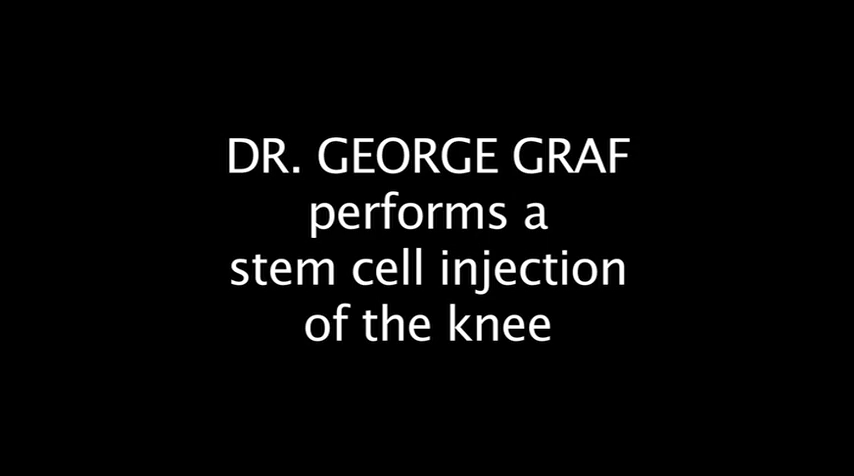 DR. GEORGE GRAF
performs a
stem cell injection
of the knee